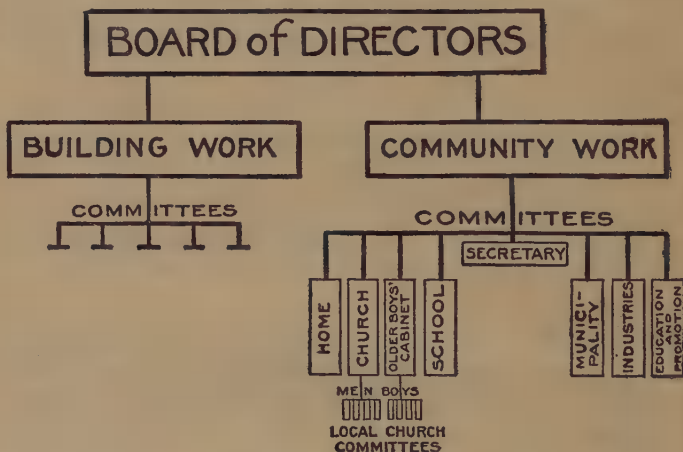 BOARD of DIRECTORS
BUILDING WORK
COMMUNITY WORK
COMMITTEES
COMMITTEES
SECRETARY
HOME
CHURCH
OLDER BOYS'
CABINET
SCHOOL
MUNICI-
PALITY
INDUSTRIES
EDUCATION
AND
PROMOTION
MEN BOYS
LOCAL CHURCH
COMMITTEES